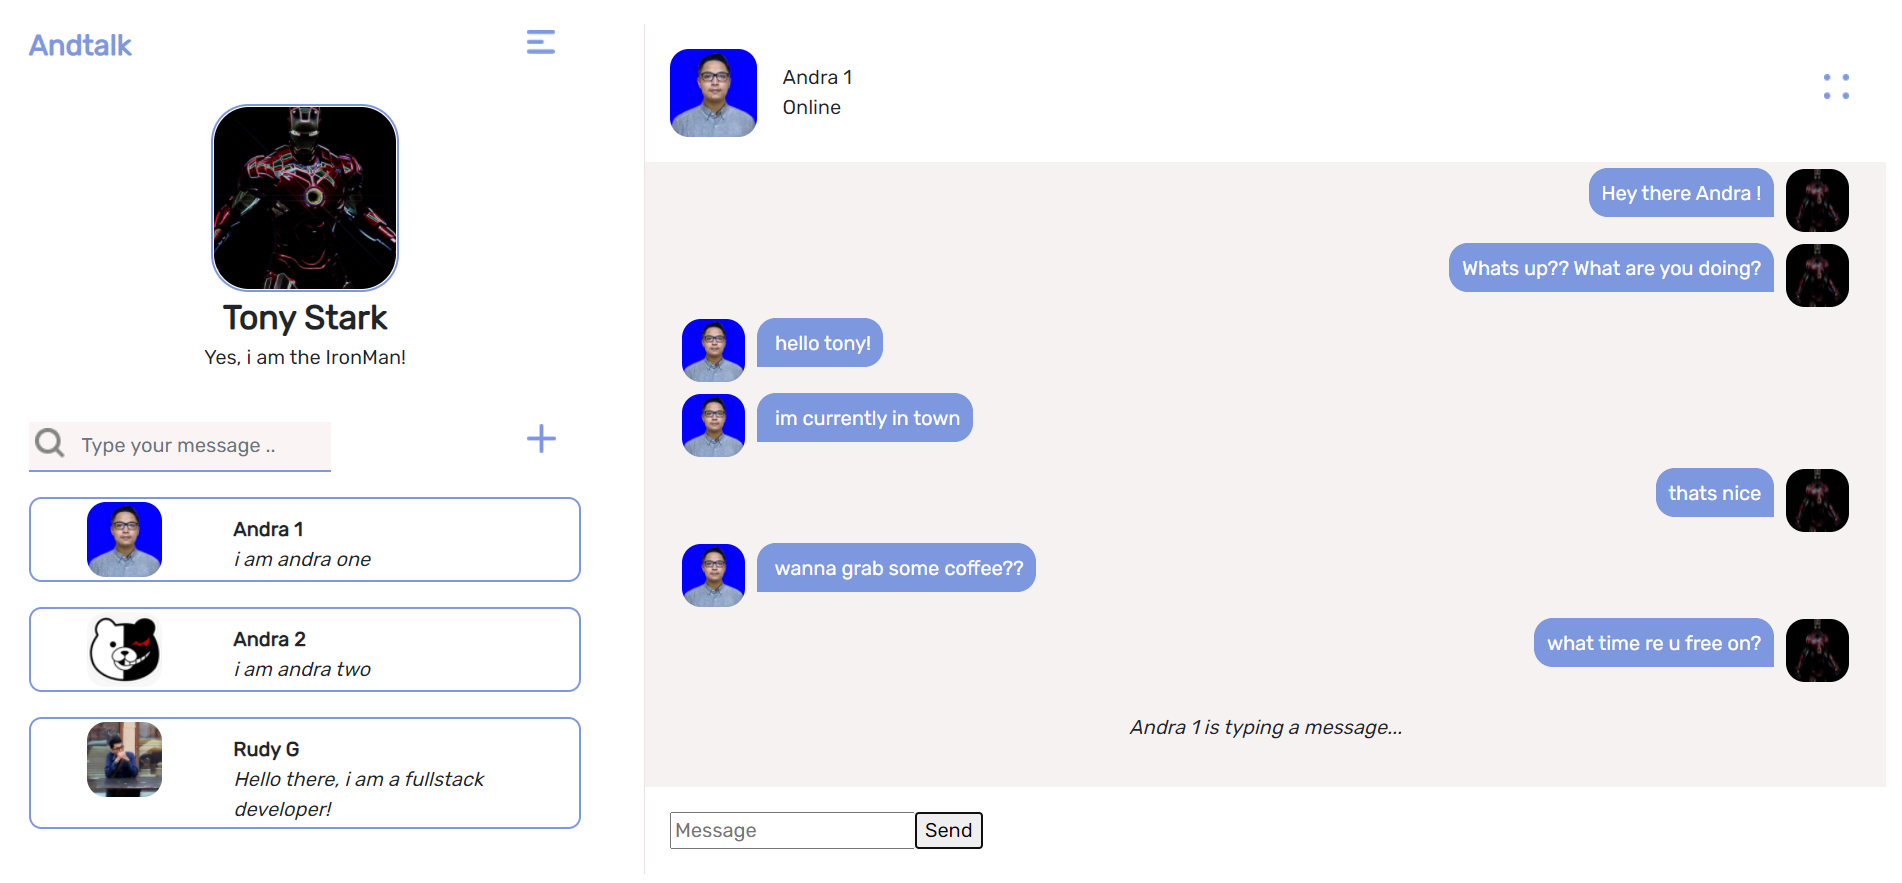 Andtalk
Tony Stark
Yes, i am the IronMan!
Type your message ..
Andra 1
i am andra one
Andra 2
i am andra two
Rudy G
Hello there, i am a fullstack
developer!
Andra 1
Online
Hey there Andra !
Whats up?? What are you doing?
hello tony!
im currently in town
thats nice
wanna grab some coffee??
what time re u free on?
Andra 1 is typing a message...
Message
Send